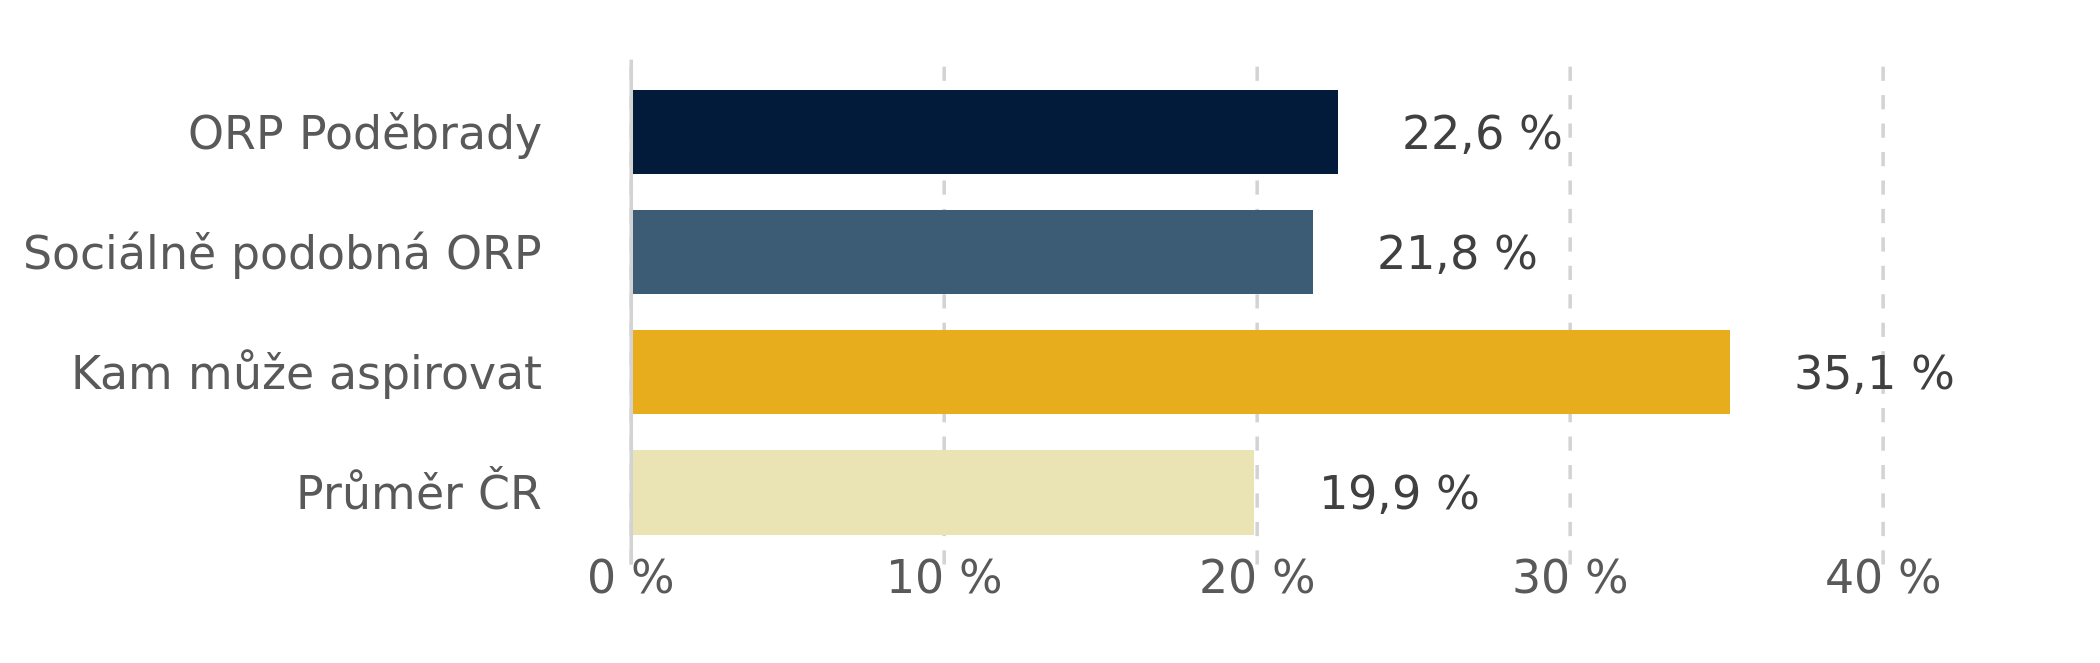 ORP Poděbrady 22,6 %
Sociálně podobná ORP 21,8 %
Kam může aspirovat 35,1 %
Průměr ČR 19,9 %
0 % 10 % 20 % 30 % 40 %